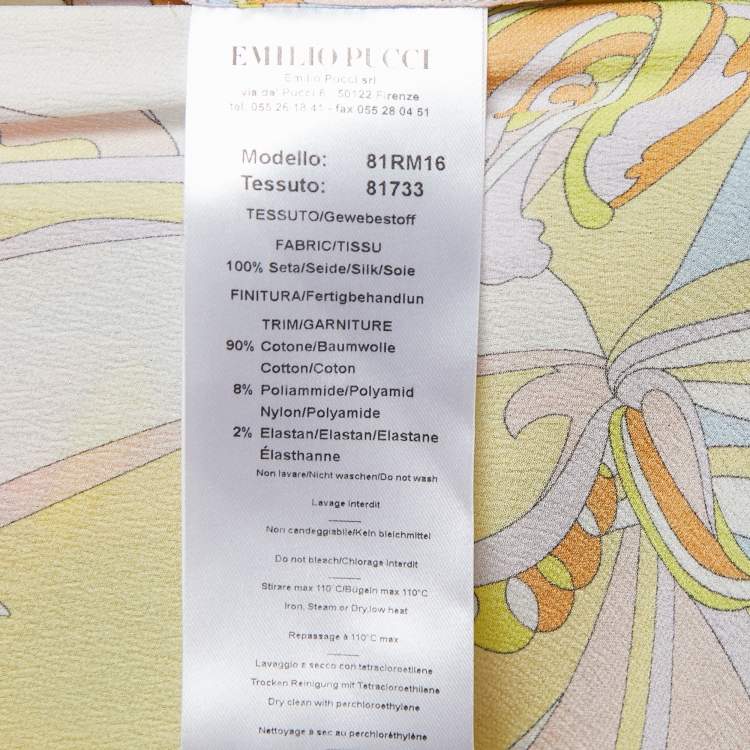 EMILIO PUCCI
Emilio Pucci srl
via de' Pucci 6 - 50122 Firenze
tel. 055 26 18 41 - fax 055 28 04 51
Modello: 81RM16
Tessuto: 81733
TESSUTO/Gewebestoff
FABRIC/TISSU
100% Seta/Seide/Silk/Soie
FINITURA/Fertigbehandlun
TRIM/GARNITURE
90% Cotone/Baumwolle
Cotton/Coton
8% Poliammide/Polyamid
Nylon/Polyamide
2% Elastan/Elastan/Elastane
Élasthanne
Non lavare/Nicht waschen/Do not wash
Lavage interdit
Non candeggiabile/Kein bleichmittel
Do not bleach/Chlorage interdit
Stirare max 110°C/Bügeln max 110°C
Iron, Steam or Dry,low heat
Repassage à 110°C max
Lavaggio a secco con tetracloroetilene
Trocken Reinigung mit Tetracloroethilene
Dry clean with perchloroethylene
Nettoyage à sec au perchloréthylène